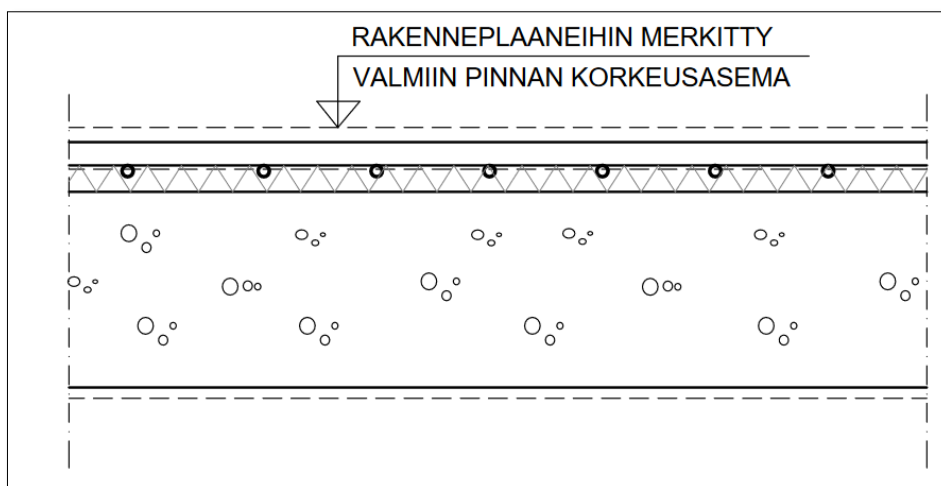 RAKENNEPLAANEIHIN MERKITTY
VALMIIN PINNAN KORKEUSASEMA